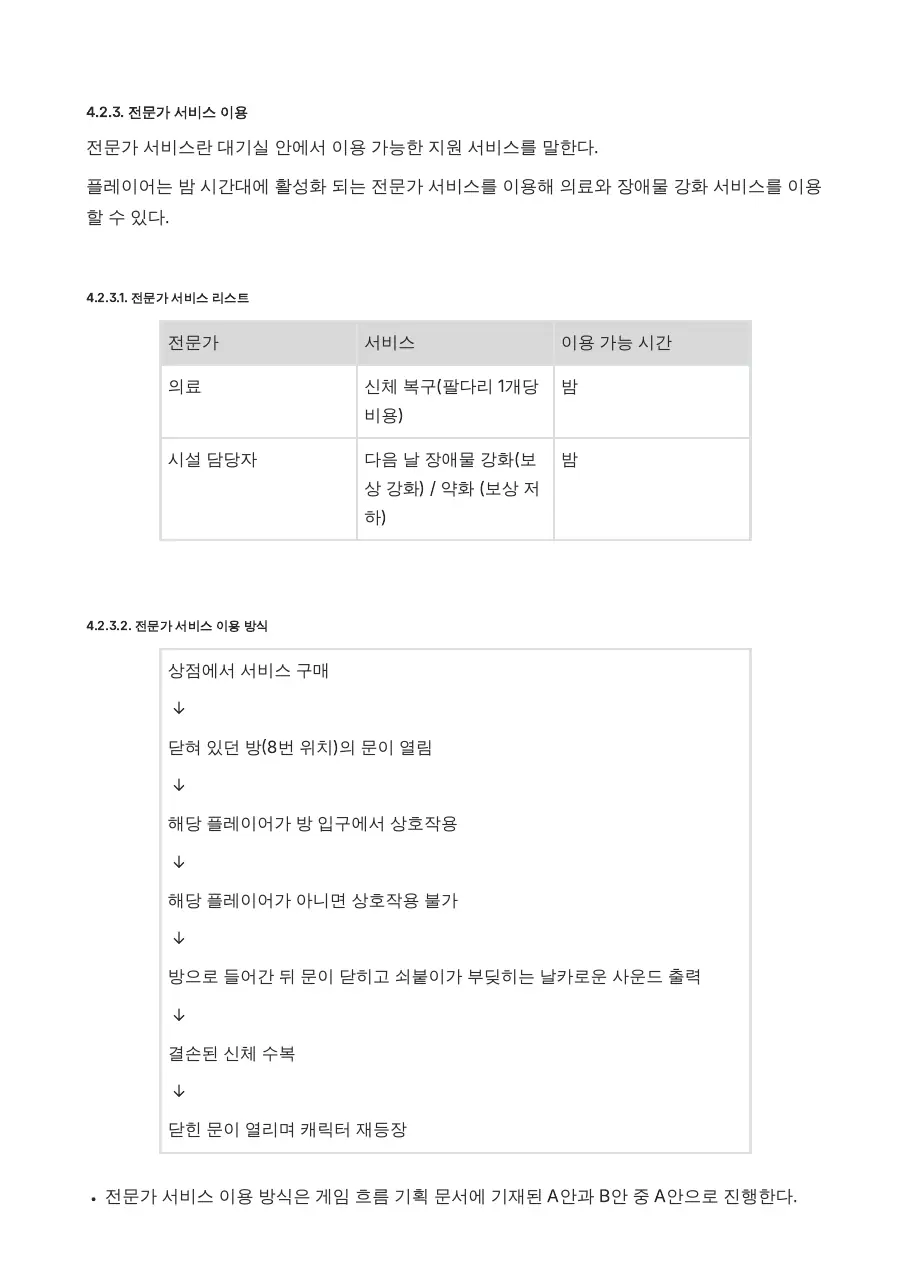 4.2.3. 전문가 서비스 이용
전문가 서비스란 대기실 안에서 이용 가능한 지원 서비스를 말한다.
플레이어는 밤 시간대에 활성화 되는 전문가 서비스를 이용해 의료와 장애물 강화 서비스를 이용
할 수 있다.
4.2.3.1. 전문가 서비스 리스트
전문가 서비스 이용 가능 시간
의료 신체 복구(팔다리 1개당 밤
비용)
시설 담당자 다음 날 장애물 강화(보 밤
상 강화) / 약화 (보상 저
하)
4.2.3.2. 전문가 서비스 이용 방식
상점에서 서비스 구매
↓
닫혀 있던 방(8번 위치)의 문이 열림
↓
해당 플레이어가 방 입구에서 상호작용
↓
해당 플레이어가 아니면 상호작용 불가
↓
방으로 들어간 뒤 문이 닫히고 쇠붙이가 부딪히는 날카로운 사운드 출력
↓
결손된 신체 수복
↓
닫힌 문이 열리며 캐릭터 재등장
• 전문가 서비스 이용 방식은 게임 흐름 기획 문서에 기재된 A안과 B안 중 A안으로 진행한다.